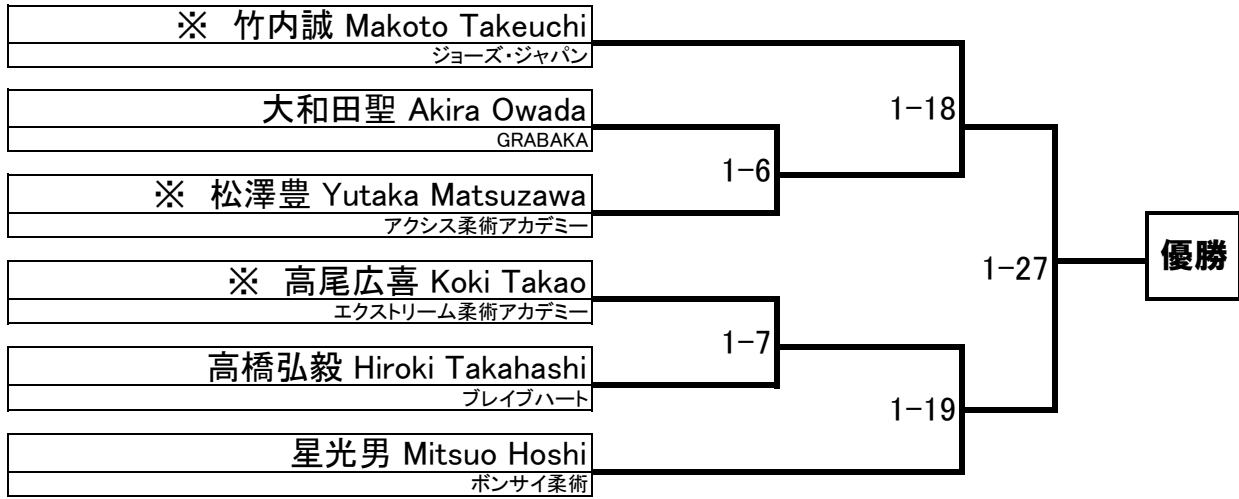 ※ 竹内誠 Makoto Takeuchi
ジョーズ・ジャパン
大和田聖 Akira Owada
GRABAKA
※ 松澤豊 Yutaka Matsuzawa
アクシス柔術アカデミー
※ 高尾広喜 Koki Takao
エクストリーム柔術アカデミー
高橋弘毅 Hiroki Takahashi
ブレイブハート
星光男 Mitsuo Hoshi
ボンサイ柔術
1-6
1-7
1-18
1-19
1-27
優勝